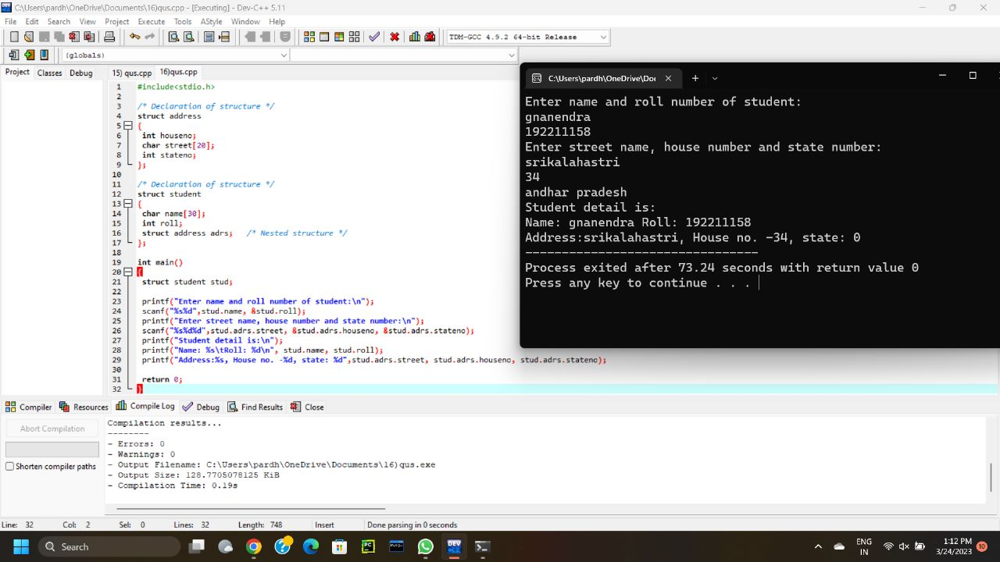 C:\Users\pardh\OneDrive\Documents\16)qus.cpp - [Executing] - Dev-C++ 5.11
File Edit Search View Project Execute Tools AStyle Window Help
TDM-GCC 4.9.2 64-bit Release
(globals)
Project Classes Debug
15) qus.cpp 16)qus.cpp
1 #include<stdio.h>
2
3 /* Declaration of structure */
4 struct address
5 {
6 int houseno;
7 char street[20];
8 int stateno;
9 };
10
11 /* Declaration of structure */
12 struct student
13 {
14 char name[30];
15 int roll;
16 struct address adrs; /* Nested structure */
17 };
18
19 int main()
20 {
21 struct student stud;
22
23 printf("Enter name and roll number of student:\n");
24 scanf("%s%d",stud.name, &stud.roll);
25 printf("Enter street name, house number and state number:\n");
26 scanf("%s%d%d",stud.adrs.street, &stud.adrs.houseno, &stud.adrs.stateno);
27 printf("Student detail is:\n");
28 printf("Name: %s\tRoll: %d\n", stud.name, stud.roll);
29 printf("Address:%s, House no. -%d, state: %d",stud.adrs.street, stud.adrs.houseno, stud.adrs.stateno);
30
31 return 0;
32 }
C:\Users\pardh\OneDrive\Do
Enter name and roll number of student:
gnanendra
192211158
Enter street name, house number and state number:
srikalahastri
34
andhar pradesh
Student detail is:
Name: gnanendra Roll: 192211158
Address:srikalahastri, House no. -34, state: 0
--------------------------------
Process exited after 73.24 seconds with return value 0
Press any key to continue . . .
Compiler Resources Compile Log Debug Find Results Close
Abort Compilation
Shorten compiler paths
Compilation results...
--------
- Errors: 0
- Warnings: 0
- Output Filename: C:\Users\pardh\OneDrive\Documents\16)qus.exe
- Output Size: 128.7705078125 KiB
- Compilation Time: 0.19s
Line: 32 Col: 2 Sel: 0 Lines: 32 Length: 748 Insert Done parsing in 0 seconds
Search
PC
MySQL
DEV C++
ENG
IN
1:12 PM
3/24/2023
10